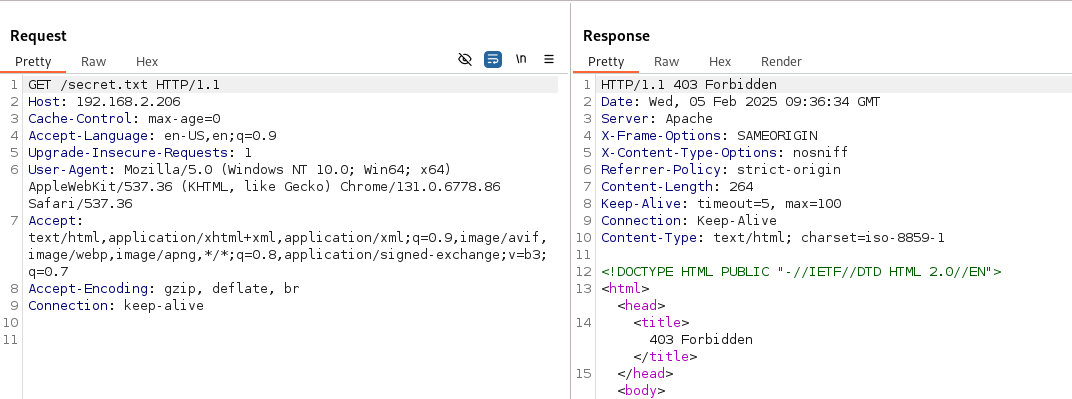 Request
Pretty Raw Hex \n
1 GET /secret.txt HTTP/1.1
2 Host: 192.168.2.206
3 Cache-Control: max-age=0
4 Accept-Language: en-US,en;q=0.9
5 Upgrade-Insecure-Requests: 1
6 User-Agent: Mozilla/5.0 (Windows NT 10.0; Win64; x64)
AppleWebKit/537.36 (KHTML, like Gecko) Chrome/131.0.6778.86
Safari/537.36
7 Accept:
text/html,application/xhtml+xml,application/xml;q=0.9,image/avif,
image/webp,image/apng,*/*;q=0.8,application/signed-exchange;v=b3;
q=0.7
8 Accept-Encoding: gzip, deflate, br
9 Connection: keep-alive
10
11
Response
Pretty Raw Hex Render
1 HTTP/1.1 403 Forbidden
2 Date: Wed, 05 Feb 2025 09:36:34 GMT
3 Server: Apache
4 X-Frame-Options: SAMEORIGIN
5 X-Content-Type-Options: nosniff
6 Referrer-Policy: strict-origin
7 Content-Length: 264
8 Keep-Alive: timeout=5, max=100
9 Connection: Keep-Alive
10 Content-Type: text/html; charset=iso-8859-1
11
12 <!DOCTYPE HTML PUBLIC "-//IETF//DTD HTML 2.0//EN">
13 <html>
<head>
14 <title>
403 Forbidden
</title>
15 </head>
<body>